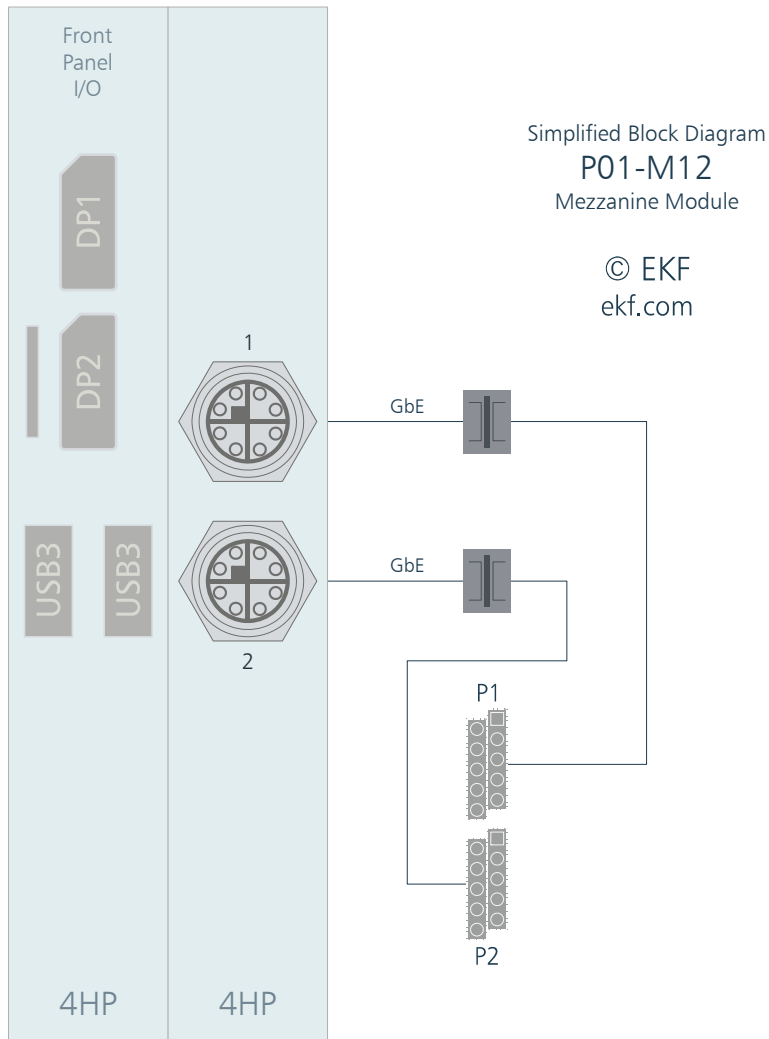 Front
Panel
I/O
DP1
DP2
USB3
USB3
4HP
4HP
1
2
GbE
GbE
P1
P2
Simplified Block Diagram
P01-M12
Mezzanine Module
© EKF
ekf.com